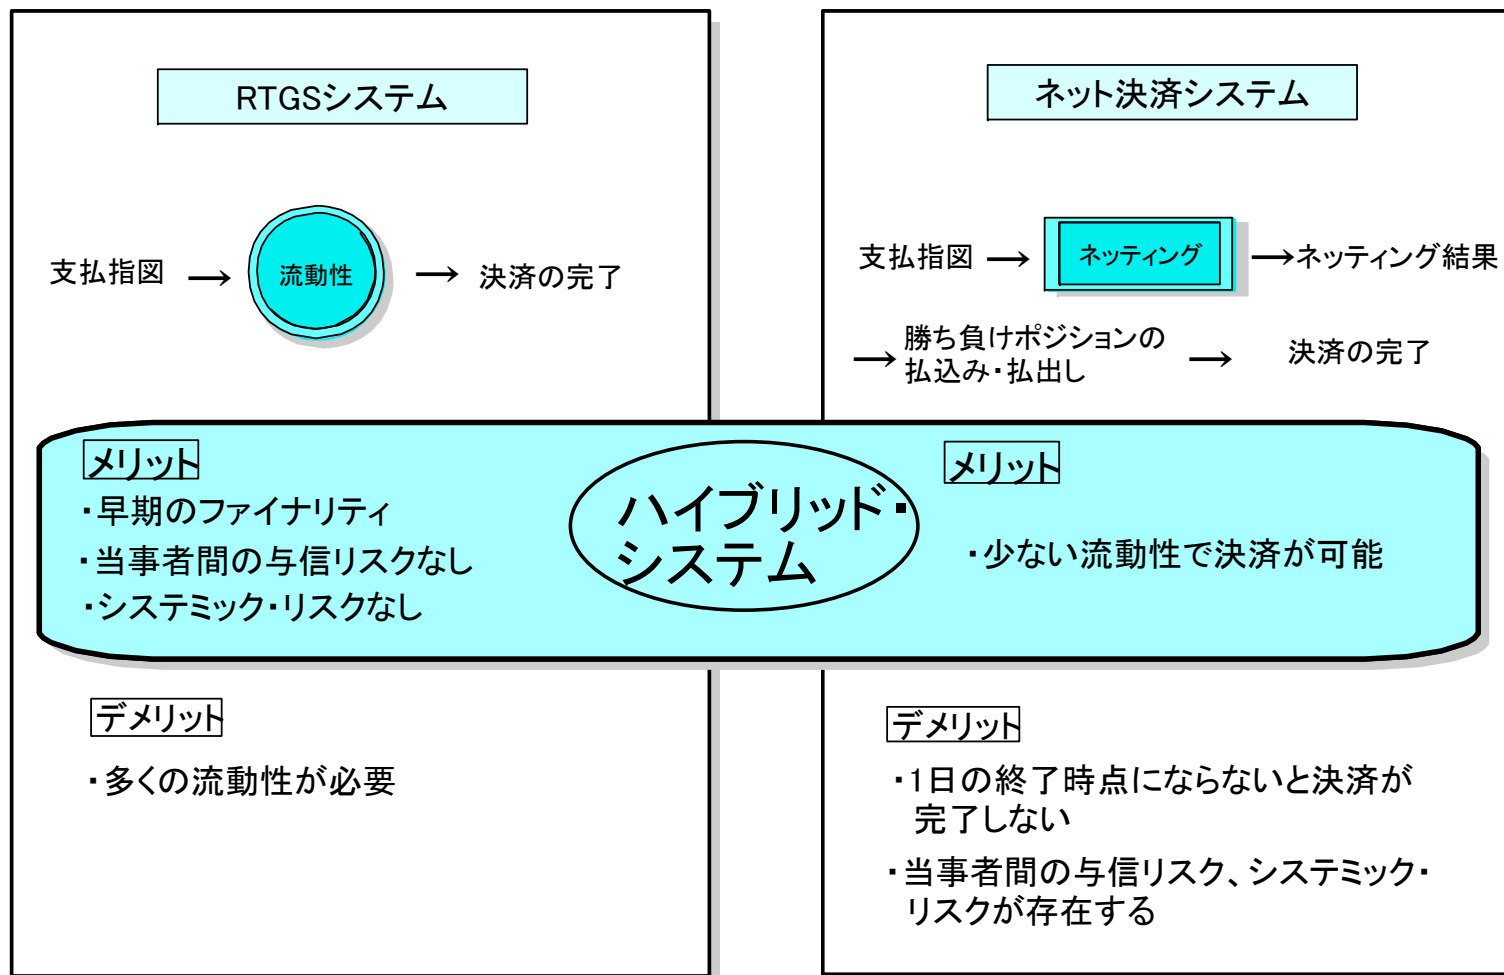 RTGSシステム
支払指図 → 流動性 → 決済の完了
ネット決済システム
支払指図 → ネッティング →ネッティング結果
→ 勝ち負けポジションの
払込み・払出し → 決済の完了
メリット
・早期のファイナリティ
・当事者間の与信リスクなし
・システミック・リスクなし
ハイブリッド・
システム
メリット
・少ない流動性で決済が可能
デメリット
・多くの流動性が必要
デメリット
・1日の終了時点にならないと決済が
完了しない
・当事者間の与信リスク、システミック・
リスクが存在する